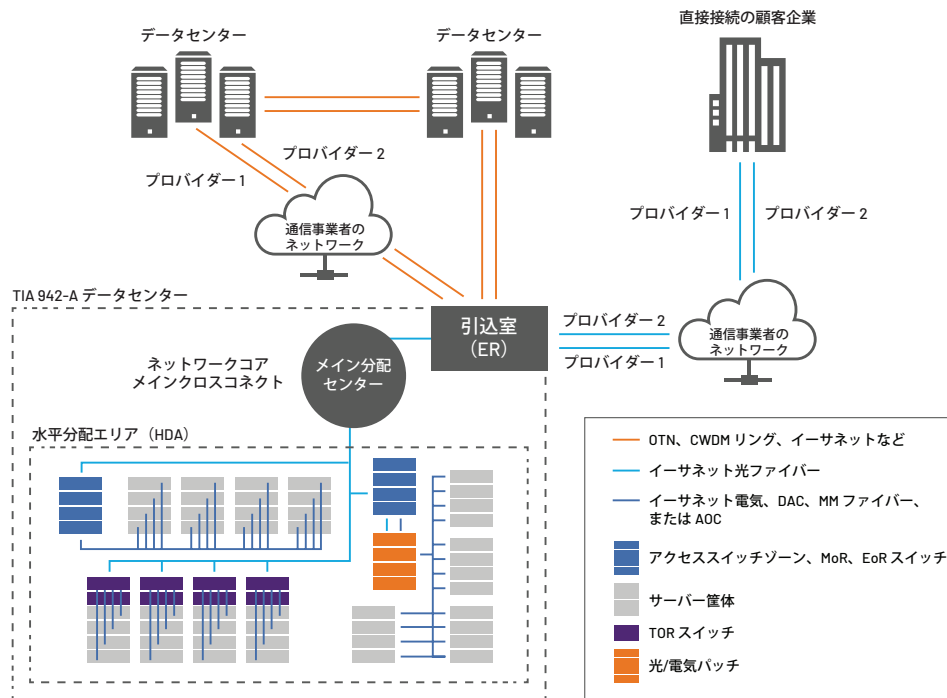 直接接続の顧客企業
データセンター
データセンター
プロバイダー 2
プロバイダー 1
プロバイダー 1
プロバイダー 2
通信事業者の
ネットワーク
TIA 942-A データセンター
引込室
（ER）
プロバイダー 2
プロバイダー 1
通信事業者の
ネットワーク
ネットワークコア
メインクロスコネクト
メイン分配
センター
水平分配エリア（HDA）
OTN、CWDM リング、イーサネットなど
イーサネット光ファイバー
イーサネット電気、DAC、MM ファイバー、
または AOC
アクセススイッチゾーン、MoR、EoR スイッチ
サーバー筐体
TOR スイッチ
光/電気パッチ